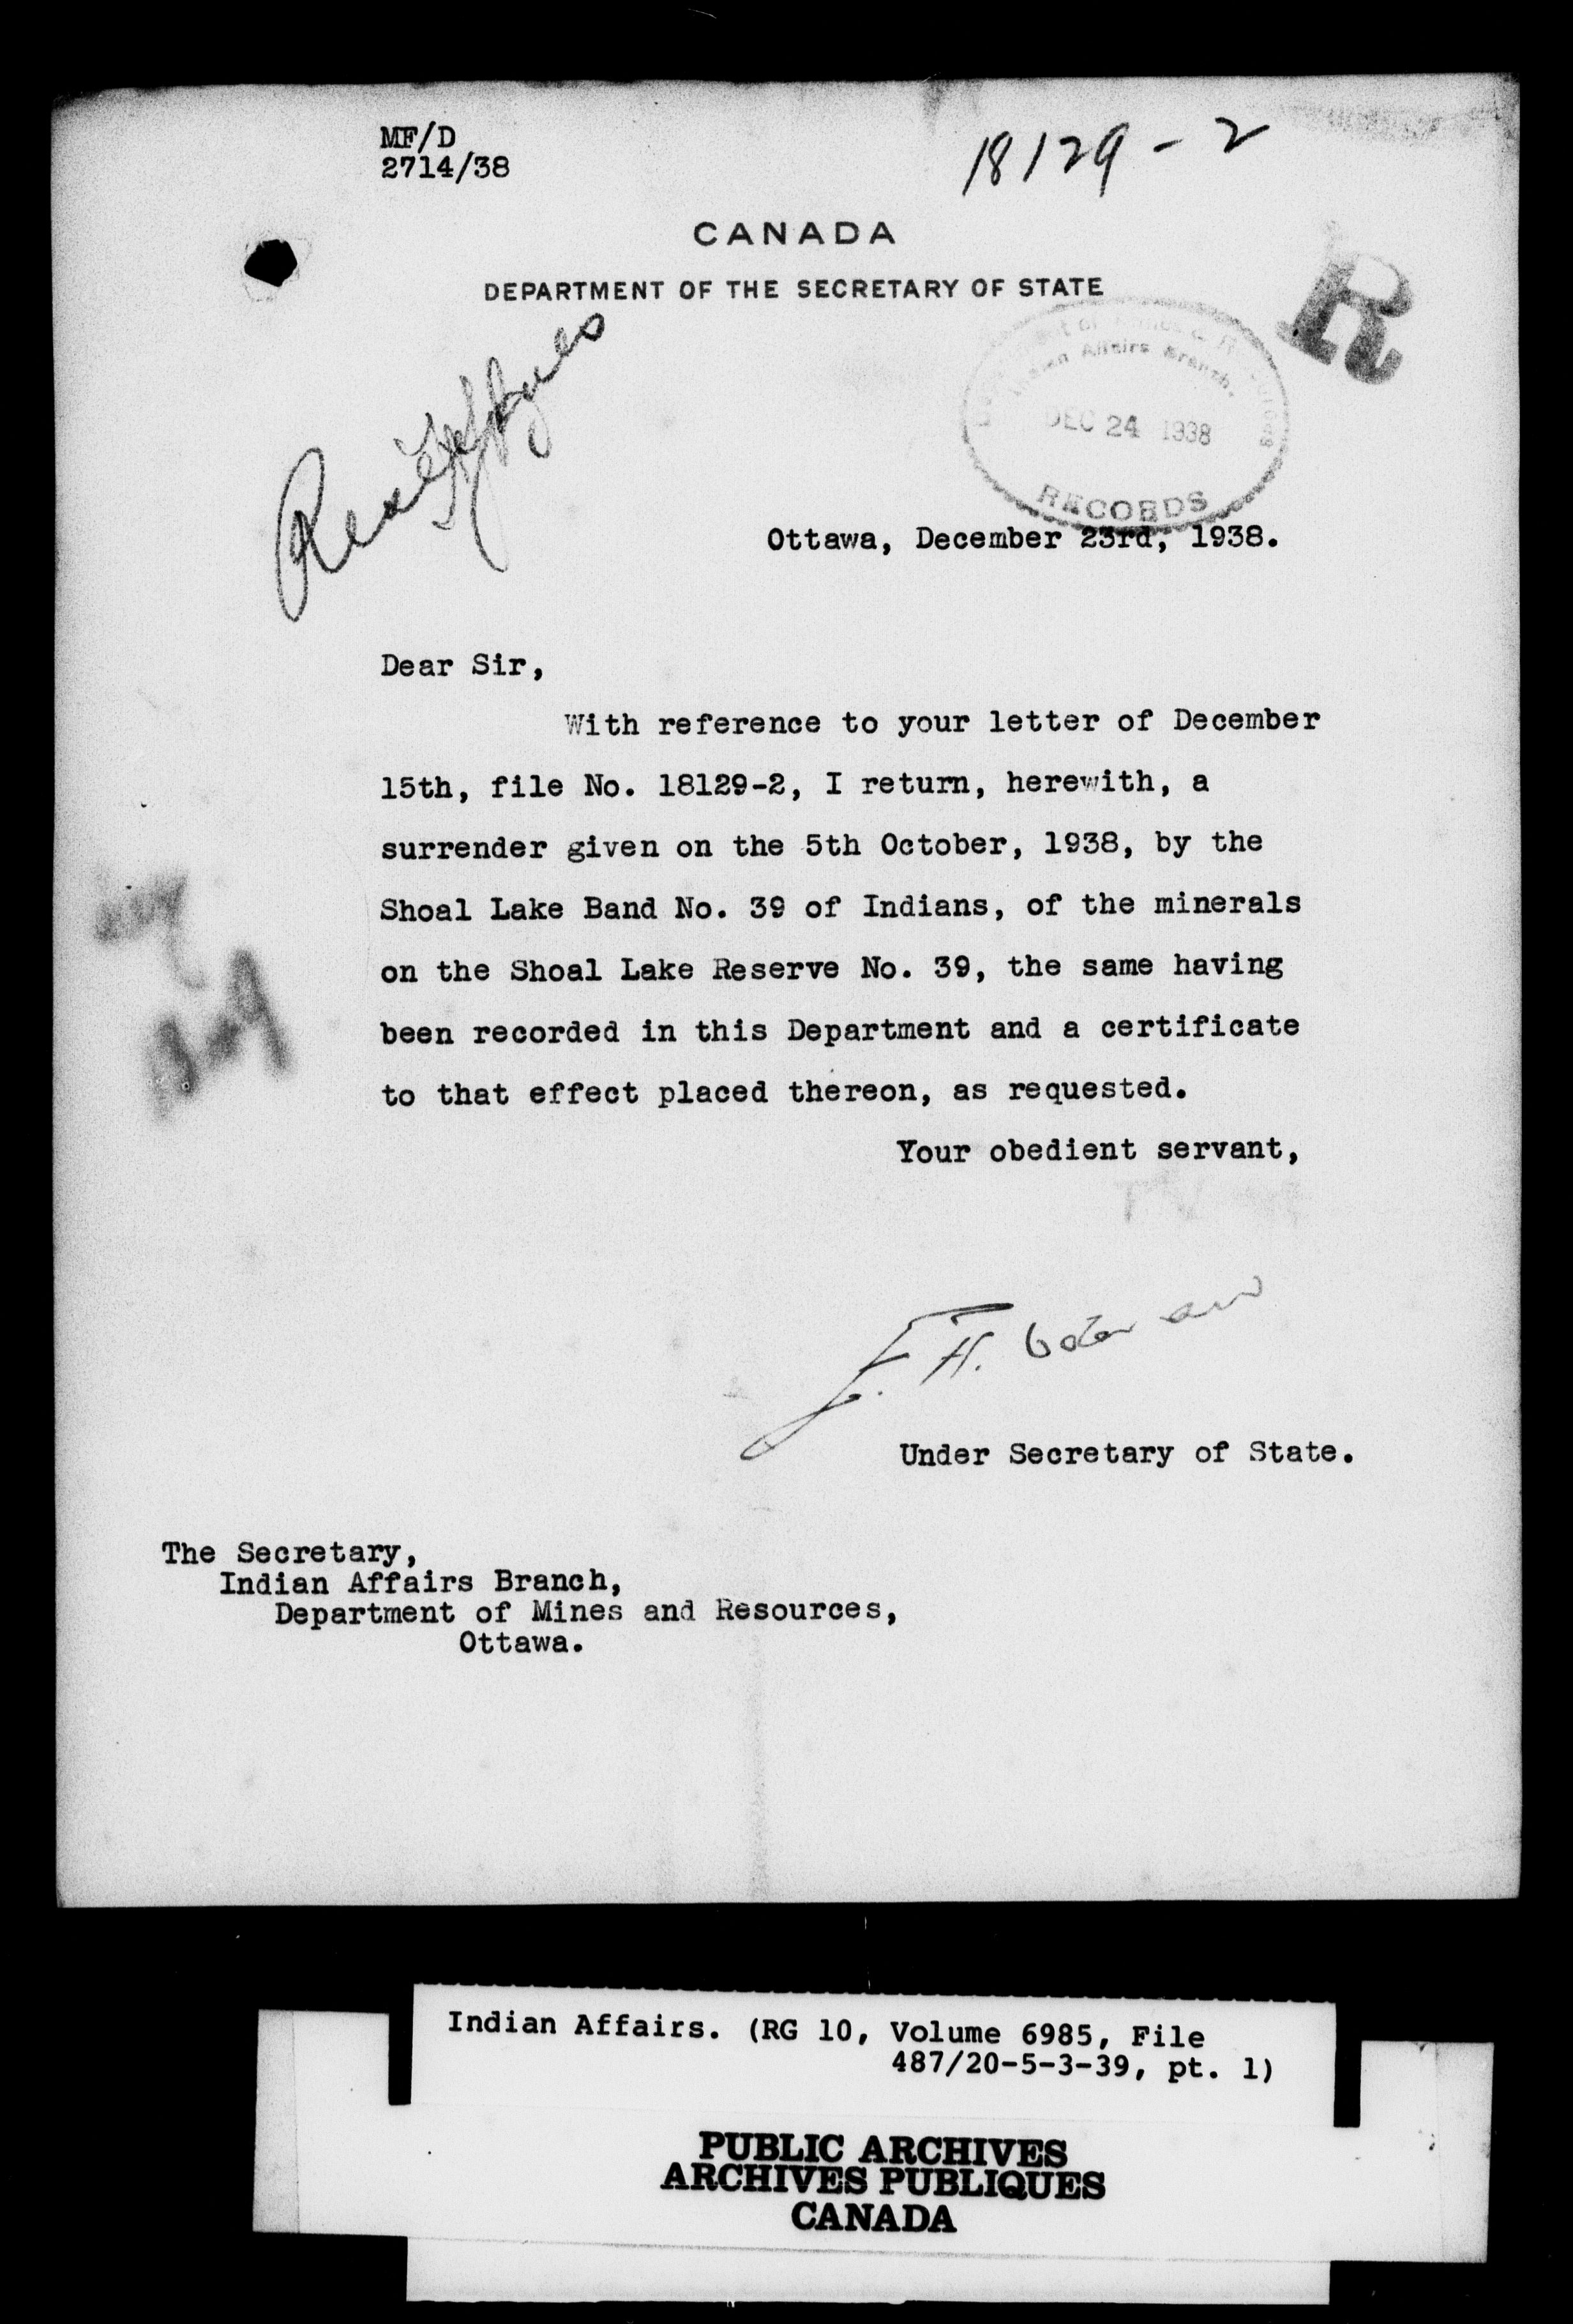 MF/D
2714/38
18129-2
CANADA
DEPARTMENT OF THE SECRETARY OF STATE
R
Indian Affairs Branch.
DEC 24 1938
RECORDS
Ottawa, December 23rd, 1938.
Dear Sir,
With reference to your letter of December
15th, file No. 18129-2, I return, herewith, a
surrender given on the 5th October, 1938, by the
Shoal Lake Band No. 39 of Indians, of the minerals
on the Shoal Lake Reserve No. 39, the same having
been recorded in this Department and a certificate
to that effect placed thereon, as requested.
Your obedient servant,
Under Secretary of State.
The Secretary,
Indian Affairs Branch,
Department of Mines and Resources,
Ottawa.
Indian Affairs. (RG 10, Volume 6985, File
487/20-5-3-39, pt. 1)
PUBLIC ARCHIVES
ARCHIVES PUBLIQUES
CANADA